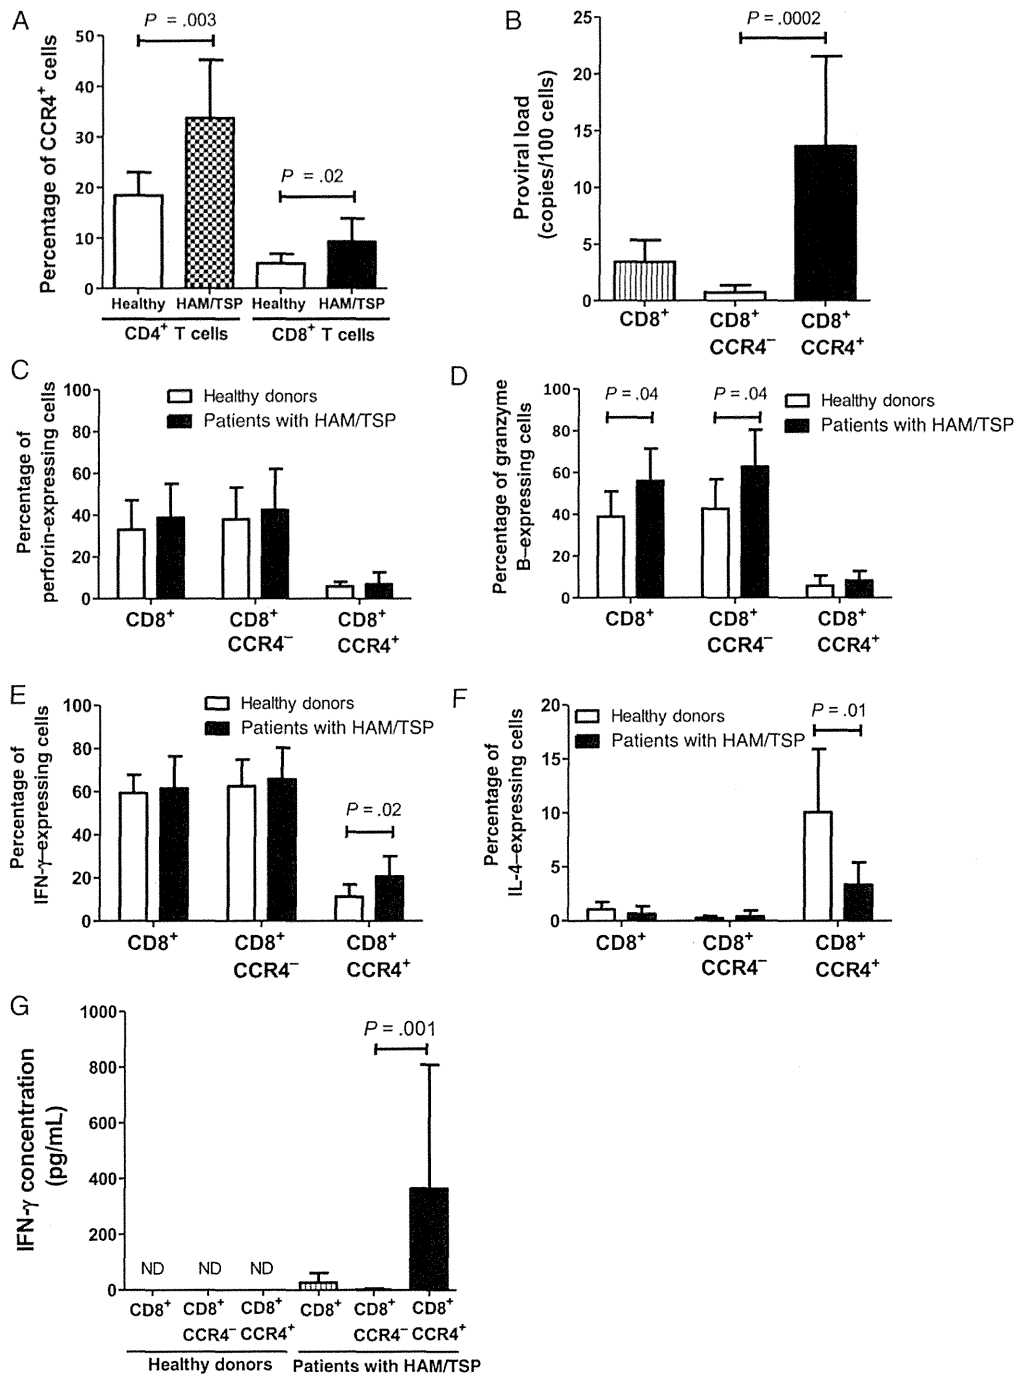 A
P = .003
Percentage of CCR4+ cells
50
40
30
20
10
0
P = .02
Healthy HAM/TSP Healthy HAM/TSP
CD4+ T cells CD8+ T cells
B
P = .0002
Proviral load
(copies/100 cells)
25
20
15
10
5
0
CD8+ CD8+ CD8+
CCR4− CCR4+
C
Percentage of
perforin-expressing cells
100
80
60
40
20
0
Healthy donors
Patients with HAM/TSP
CD8+ CD8+ CD8+
CCR4− CCR4+
D
Percentage of granzyme
B–expressing cells
100
80
60
40
20
0
P = .04 P = .04
Healthy donors
Patients with HAM/TSP
CD8+ CD8+ CD8+
CCR4− CCR4+
E
Percentage of
IFN-γ–expressing cells
100
80
60
40
20
0
Healthy donors
Patients with HAM/TSP
P = .02
CD8+ CD8+ CD8+
CCR4− CCR4+
F
Percentage of
IL-4–expressing cells
20
15
10
5
0
Healthy donors
Patients with HAM/TSP
P = .01
CD8+ CD8+ CD8+
CCR4− CCR4+
G
IFN-γ concentration
(pg/mL)
1000
800
600
400
200
0
P = .001
ND ND ND
CD8+ CD8+ CD8+ CD8+ CD8+ CD8+
CCR4− CCR4+ CCR4− CCR4+
Healthy donors Patients with HAM/TSP